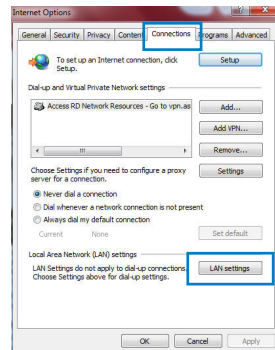 Internet Options
General Security Privacy Content Connections Programs Advanced
To set up an Internet connection, click Setup.
Setup
Dial-up and Virtual Private Network settings
Access RD Network Resources - Go to vpn.as
Add...
Add VPN...
Remove...
Choose Settings if you need to configure a proxy server for a connection.
Settings
Never dial a connection
Dial whenever a network connection is not present
Always dial my default connection
Current None
Set default
Local Area Network (LAN) settings
LAN Settings do not apply to dial-up connections.
Choose Settings above for dial-up settings.
LAN settings
OK Cancel Apply